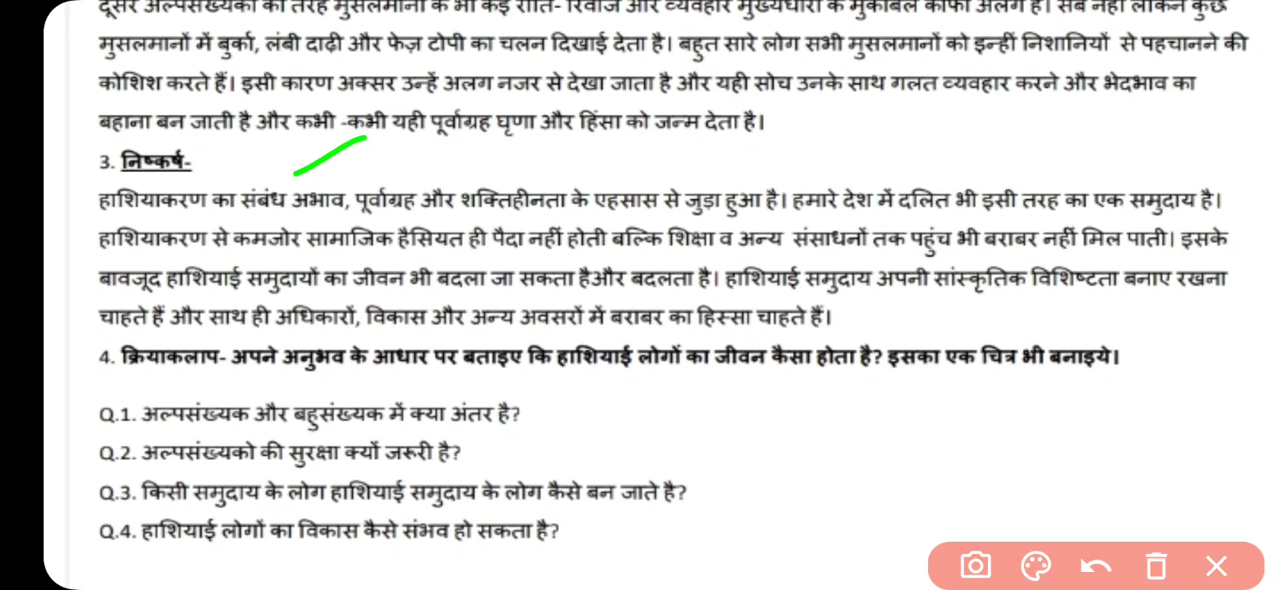 दूसरे अल्पसंख्यकों की तरह मुसलमानों के भी कई रीति- रिवाज और व्यवहार मुख्यधारा के मुकाबले काफी अलग हैं। सब नहीं लेकिन कुछ
मुसलमानों में बुर्का, लंबी दाढ़ी और फेज़ टोपी का चलन दिखाई देता है। बहुत सारे लोग सभी मुसलमानों को इन्हीं निशानियों से पहचानने की
कोशिश करते हैं। इसी कारण अक्सर उन्हें अलग नजर से देखा जाता है और यही सोच उनके साथ गलत व्यवहार करने और भेदभाव का
बहाना बन जाती है और कभी -कभी यही पूर्वाग्रह घृणा और हिंसा को जन्म देता है।
3. निष्कर्ष-
हाशियाकरण का संबंध अभाव, पूर्वाग्रह और शक्तिहीनता के एहसास से जुड़ा हुआ है। हमारे देश में दलित भी इसी तरह का एक समुदाय है।
हाशियाकरण से कमजोर सामाजिक हैसियत ही पैदा नहीं होती बल्कि शिक्षा व अन्य संसाधनों तक पहुंच भी बराबर नहीं मिल पाती। इसके
बावजूद हाशियाई समुदायों का जीवन भी बदला जा सकता हैऔर बदलता है। हाशियाई समुदाय अपनी सांस्कृतिक विशिष्टता बनाए रखना
चाहते हैं और साथ ही अधिकारों, विकास और अन्य अवसरों में बराबर का हिस्सा चाहते हैं।
4. क्रियाकलाप- अपने अनुभव के आधार पर बताइए कि हाशियाई लोगों का जीवन कैसा होता है? इसका एक चित्र भी बनाइये।
Q.1. अल्पसंख्यक और बहुसंख्यक में क्या अंतर है?
Q.2. अल्पसंख्यको की सुरक्षा क्यों जरूरी है?
Q.3. किसी समुदाय के लोग हाशियाई समुदाय के लोग कैसे बन जाते है?
Q.4. हाशियाई लोगों का विकास कैसे संभव हो सकता है?